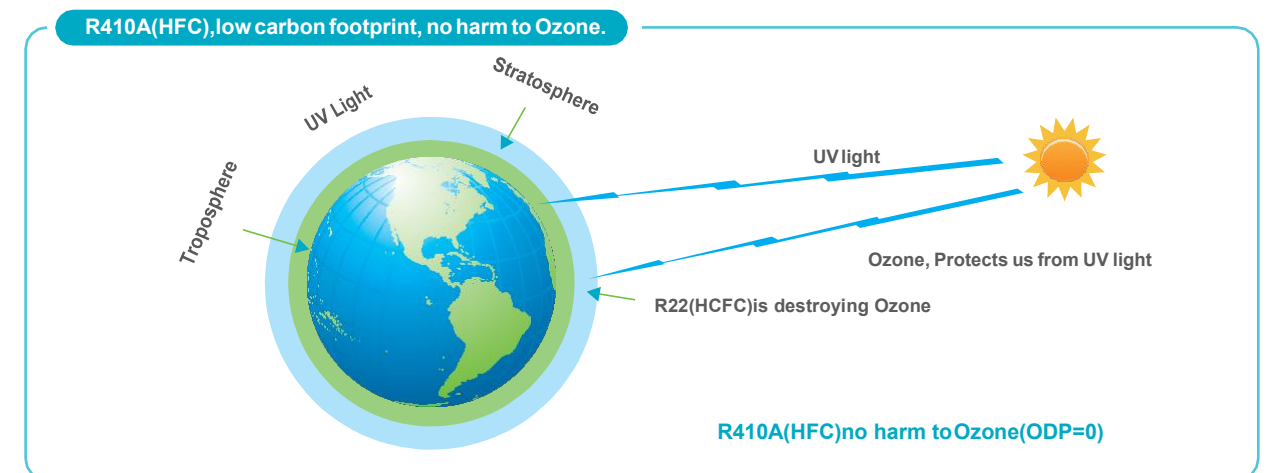 R410A(HFC),low carbon footprint, no harm to Ozone.
Stratosphere
UV Light
Troposphere
UV light
Ozone, Protects us from UV light
R22(HCFC)is destroying Ozone
R410A(HFC)no harm to Ozone(ODP=0)